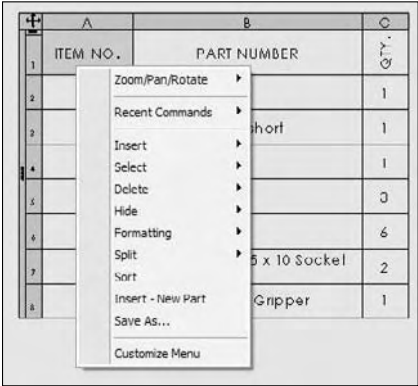 A B C
1 ITEM NO. PART NUMBER QTY.
Zoom/Pan/Rotate
2 1
Recent Commands
3 short 1
Insert
4 1
Select
Delete
5 3
Hide
Formatting
6 6
Split
7 5 x 10 Socket 2
Sort
Insert - New Part
8 Gripper 1
Save As...
Customize Menu